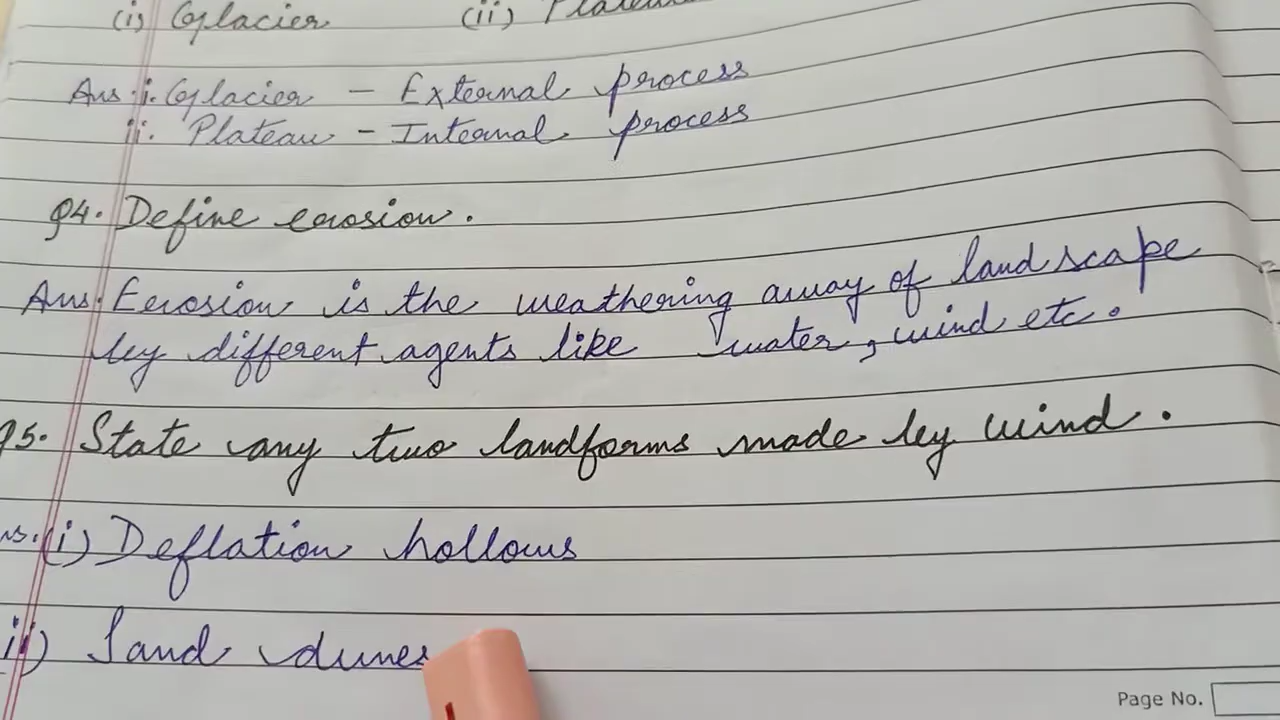 (i) Glacier (ii) Plateau
Ans. i. Glacier - External process
ii. Plateau - Internal process
Q4. Define erosion.
Ans. Erosion is the weathering away of landscape
by different agents like water, wind etc.
Q5. State any two landforms made by wind.
ns. (i) Deflation hollows
ii) Sand dunes
Page No.